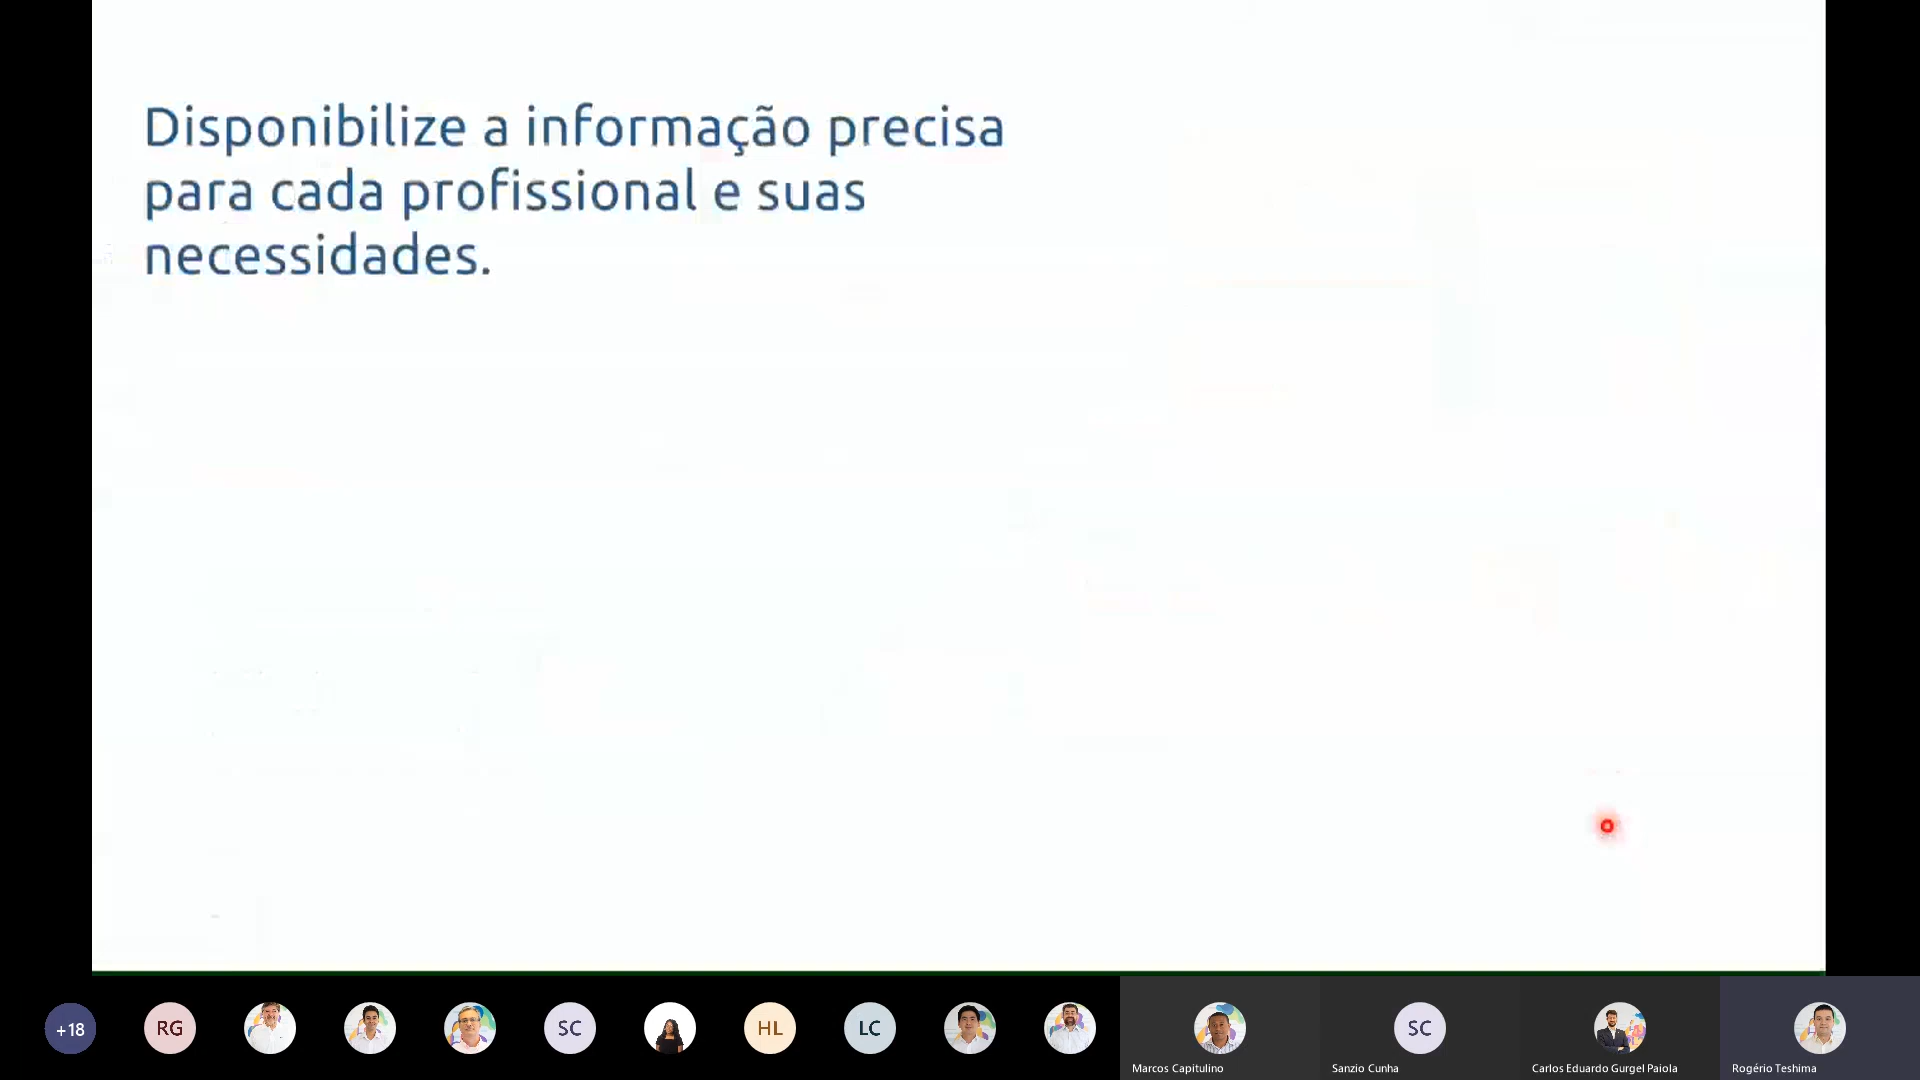 Disponibilize a informação precisa
para cada profissional e suas
necessidades.
+18
RG
SC
HL
LC
SC
Marcos Capitulino
Sanzio Cunha
Carlos Eduardo Gurgel Paiola
Rogério Teshima